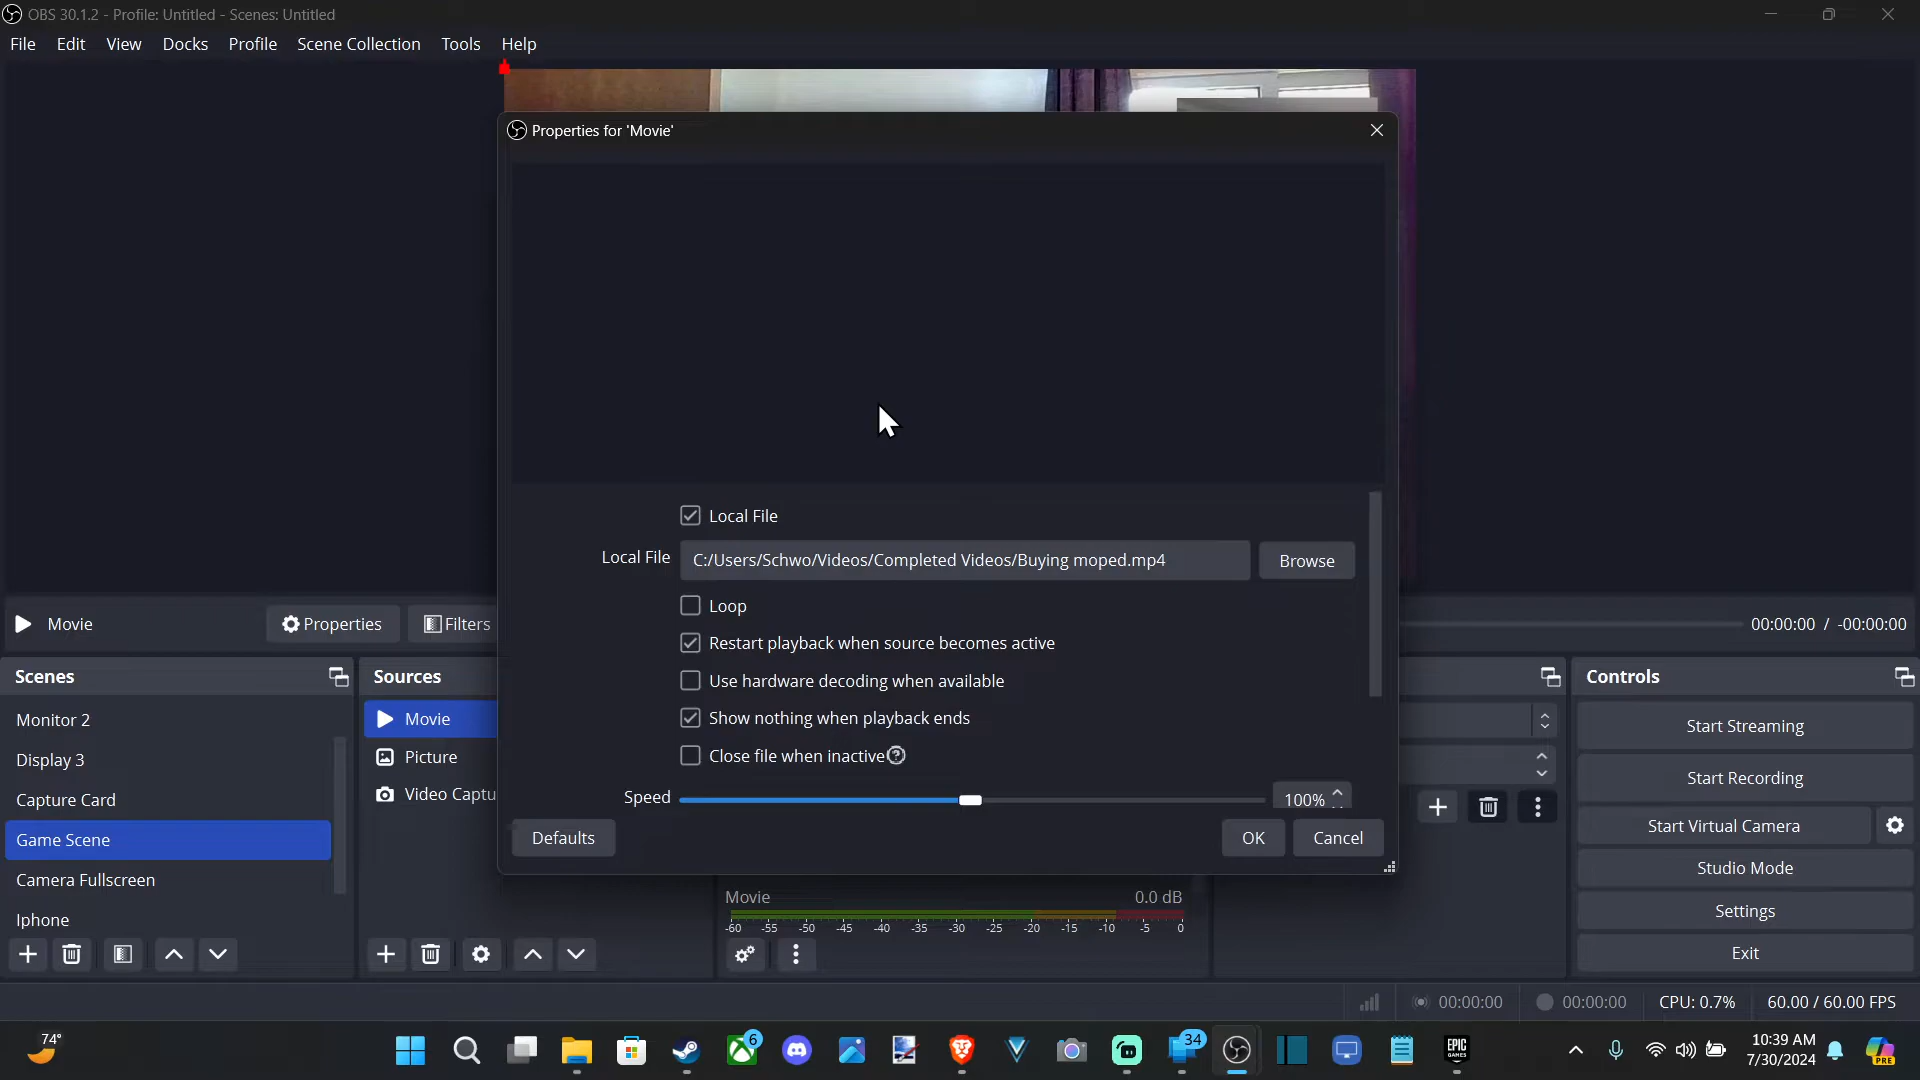 OBS 30.1.2 - Profile: Untitled - Scenes: Untitled
File Edit View Docks Profile Scene Collection Tools Help
Properties for 'Movie'
Local File
Local File C:/Users/Schwo/Videos/Completed Videos/Buying moped.mp4 Browse
Loop
Restart playback when source becomes active
Use hardware decoding when available
Show nothing when playback ends
Close file when inactive
Speed 100%
Defaults OK Cancel
Movie Properties Filters 00:00:00 / -00:00:00
Scenes
Monitor 2
Display 3
Capture Card
Game Scene
Camera Fullscreen
Iphone
Sources
Movie
Picture
Video Captu
Movie 0.0 dB
-60 -55 -50 -45 -40 -35 -30 -25 -20 -15 -10 -5 0
Controls
Start Streaming
Start Recording
Start Virtual Camera
Studio Mode
Settings
Exit
00:00:00 00:00:00 CPU: 0.7% 60.00 / 60.00 FPS
74°
6
34
EPIC GAMES
10:39 AM
7/30/2024
PRE